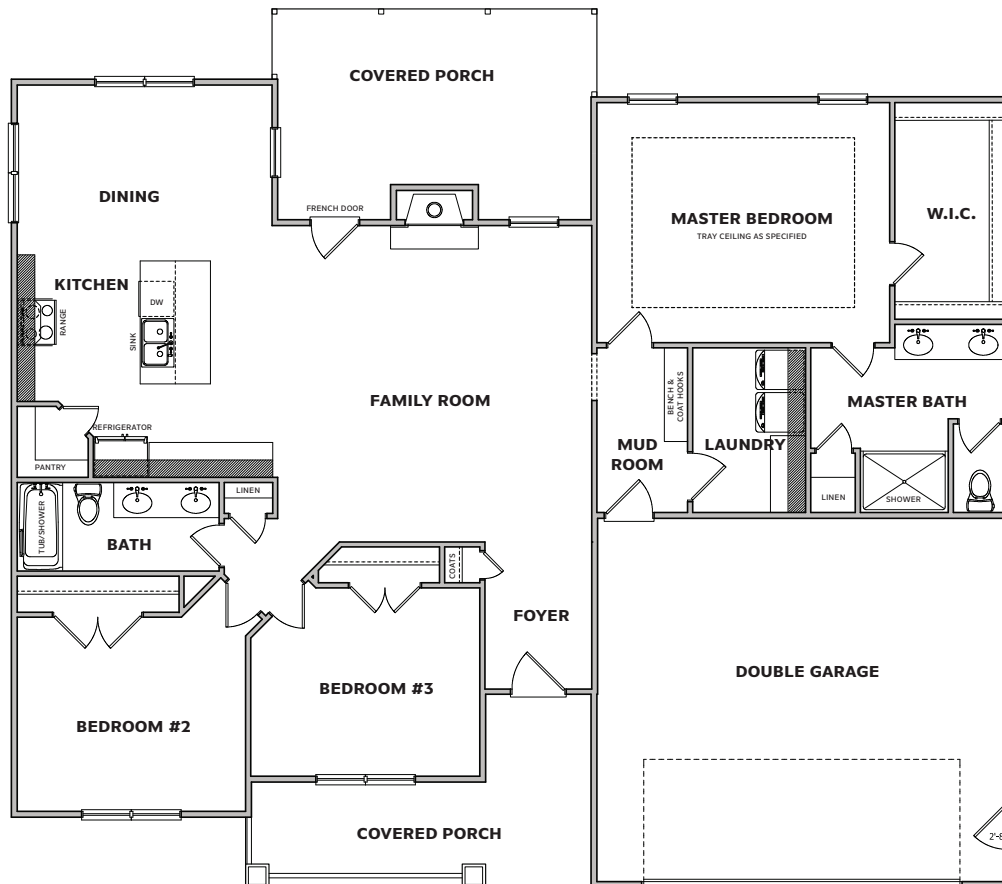 COVERED PORCH
DINING
FRENCH DOOR
MASTER BEDROOM
TRAY CEILING AS SPECIFIED
W.I.C.
KITCHEN
DW
RANGE
SINK
FAMILY ROOM
BENCH &
COAT HOOKS
MASTER BATH
REFRIGERATOR
PANTRY
MUD
ROOM
LAUNDRY
LINEN
TUB/SHOWER
LINEN
SHOWER
BATH
COATS
FOYER
BEDROOM #3
DOUBLE GARAGE
BEDROOM #2
COVERED PORCH